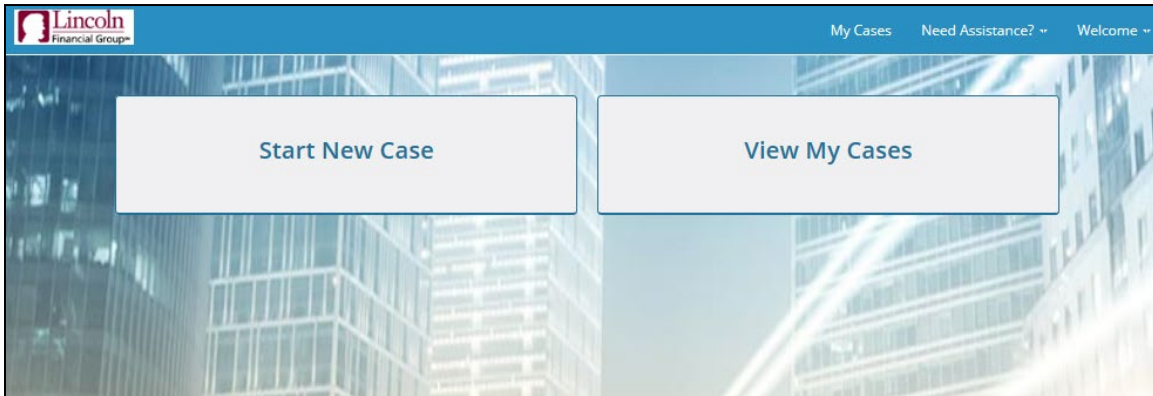 Lincoln
Financial Group
My Cases Need Assistance? Welcome
Start New Case View My Cases